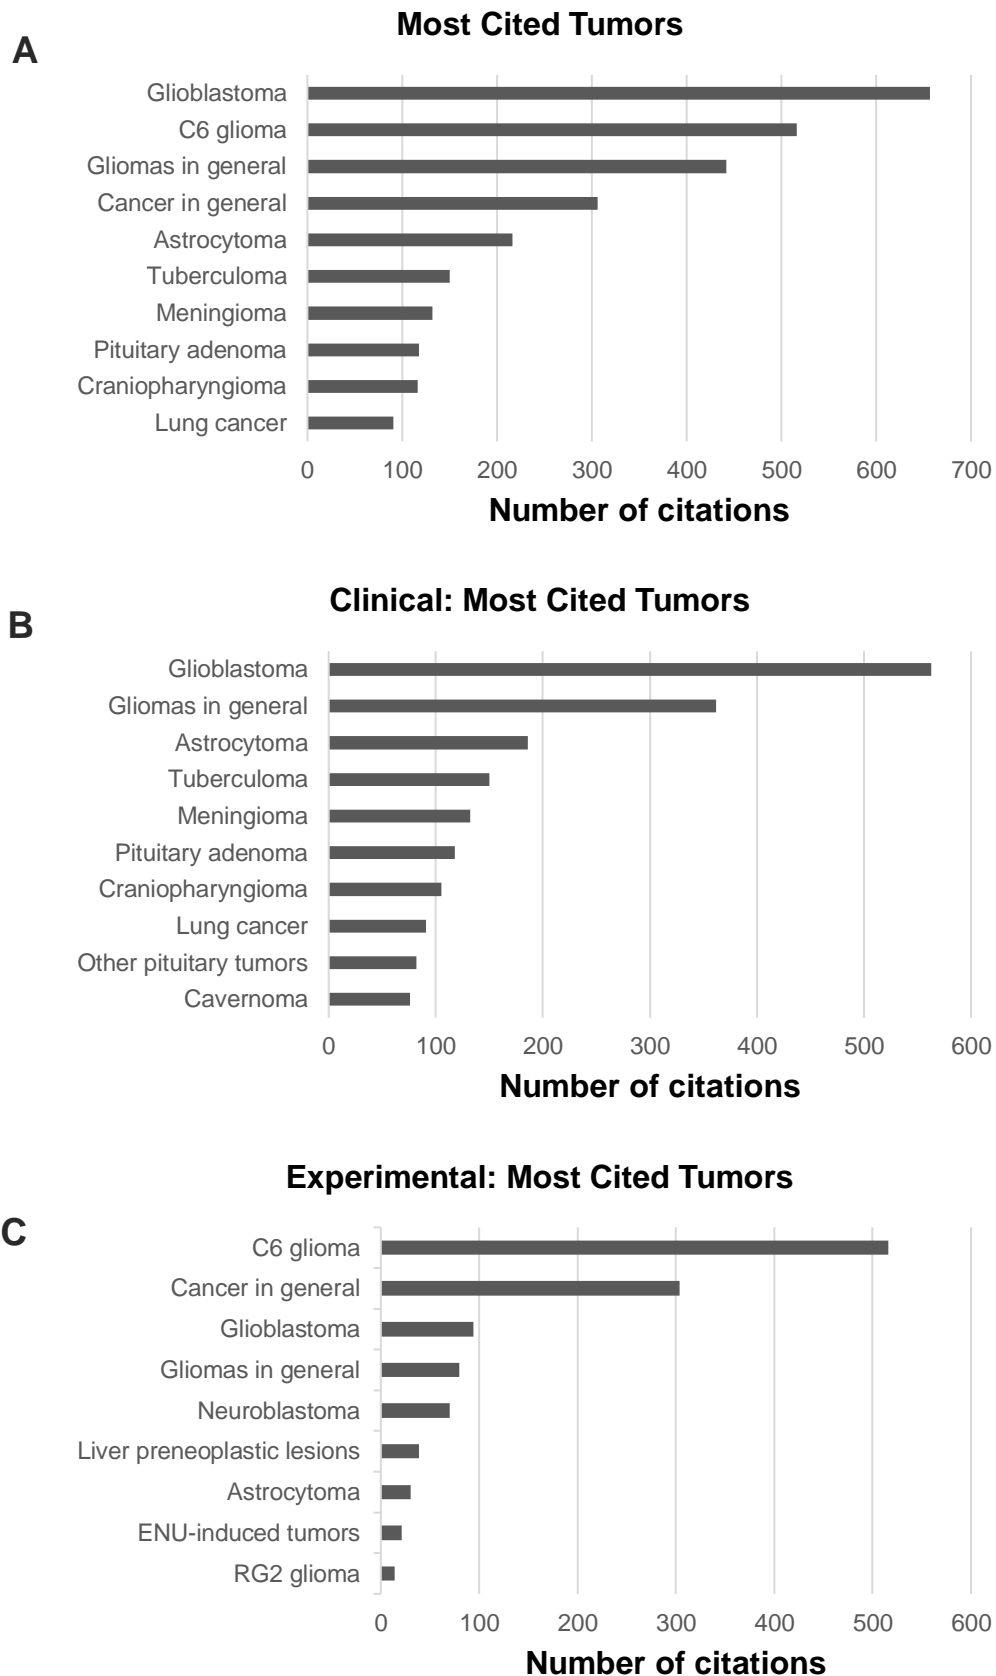 Most Cited Tumors
A
Glioblastoma
C6 glioma
Gliomas in general
Cancer in general
Astrocytoma
Tuberculoma
Meningioma
Pituitary adenoma
Craniopharyngioma
Lung cancer
0 100 200 300 400 500 600 700
Number of citations
Clinical: Most Cited Tumors
B
Glioblastoma
Gliomas in general
Astrocytoma
Tuberculoma
Meningioma
Pituitary adenoma
Craniopharyngioma
Lung cancer
Other pituitary tumors
Cavernoma
0 100 200 300 400 500 600
Number of citations
Experimental: Most Cited Tumors
C
C6 glioma
Cancer in general
Glioblastoma
Gliomas in general
Neuroblastoma
Liver preneoplastic lesions
Astrocytoma
ENU-induced tumors
RG2 glioma
0 100 200 300 400 500 600
Number of citations